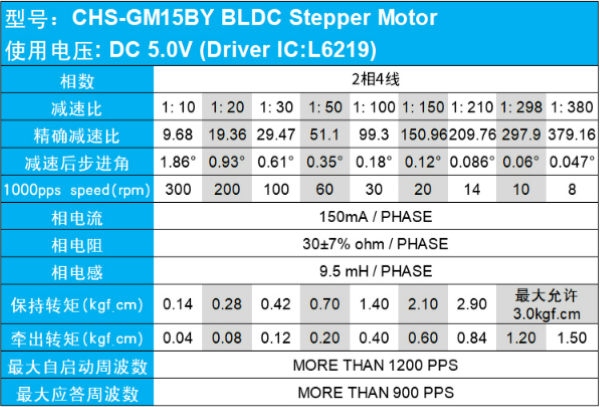 型号: CHS-GM15BY BLDC Stepper Motor
使用电压: DC 5.0V (Driver IC:L6219)
相数 2相4线
减速比 1: 10 1: 20 1: 30 1: 50 1: 100 1: 150 1: 210 1: 298 1: 380
精确减速比 9.68 19.36 29.47 51.1 99.3 150.96 209.76 297.9 379.16
减速后步进角 1.86° 0.93° 0.61° 0.35° 0.18° 0.12° 0.086° 0.06° 0.047°
1000pps speed(rpm) 300 200 100 60 30 20 14 10 8
相电流 150mA / PHASE
相电阻 30±7% ohm / PHASE
相电感 9.5 mH / PHASE
保持转矩(kgf.cm) 0.14 0.28 0.42 0.70 1.40 2.10 2.90 最大允许
3.0kgf.cm
牵出转矩(kgf.cm) 0.04 0.08 0.12 0.20 0.40 0.60 0.84 1.20 1.50
最大自启动周波数 MORE THAN 1200 PPS
最大应答周波数 MORE THAN 900 PPS